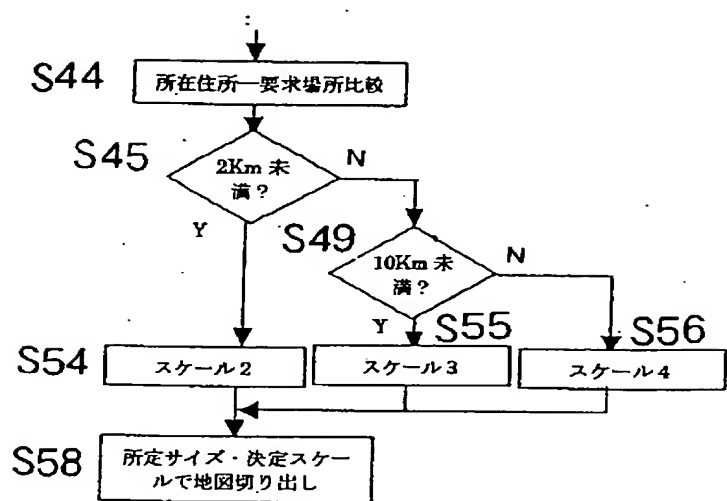 S44
所在住所一要求場所比較
S45
2Km 未
満?
N
Y
S49
10Km 未
満?
N
Y
S55
S56
S54
スケール2
スケール3
スケール4
S58
所定サイズ・決定スケー
ルで地図切り出し